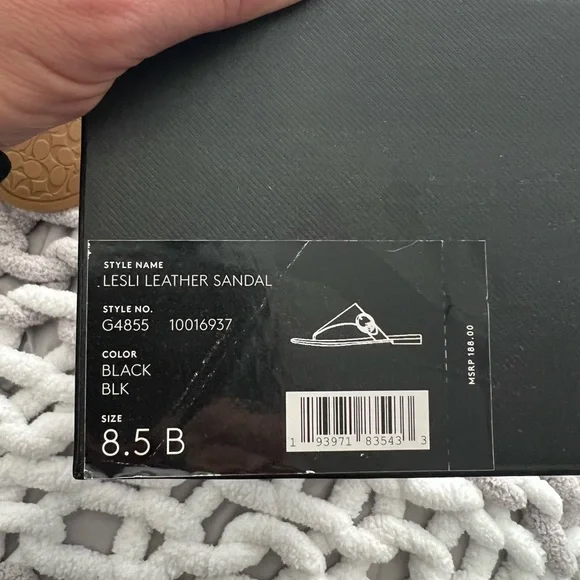 STYLE NAME
LESLI LEATHER SANDAL
STYLE NO.
G4855 10016937
COLOR
BLACK
BLK
SIZE
8.5 B
1 93971 83543 3
MSRP 188.00